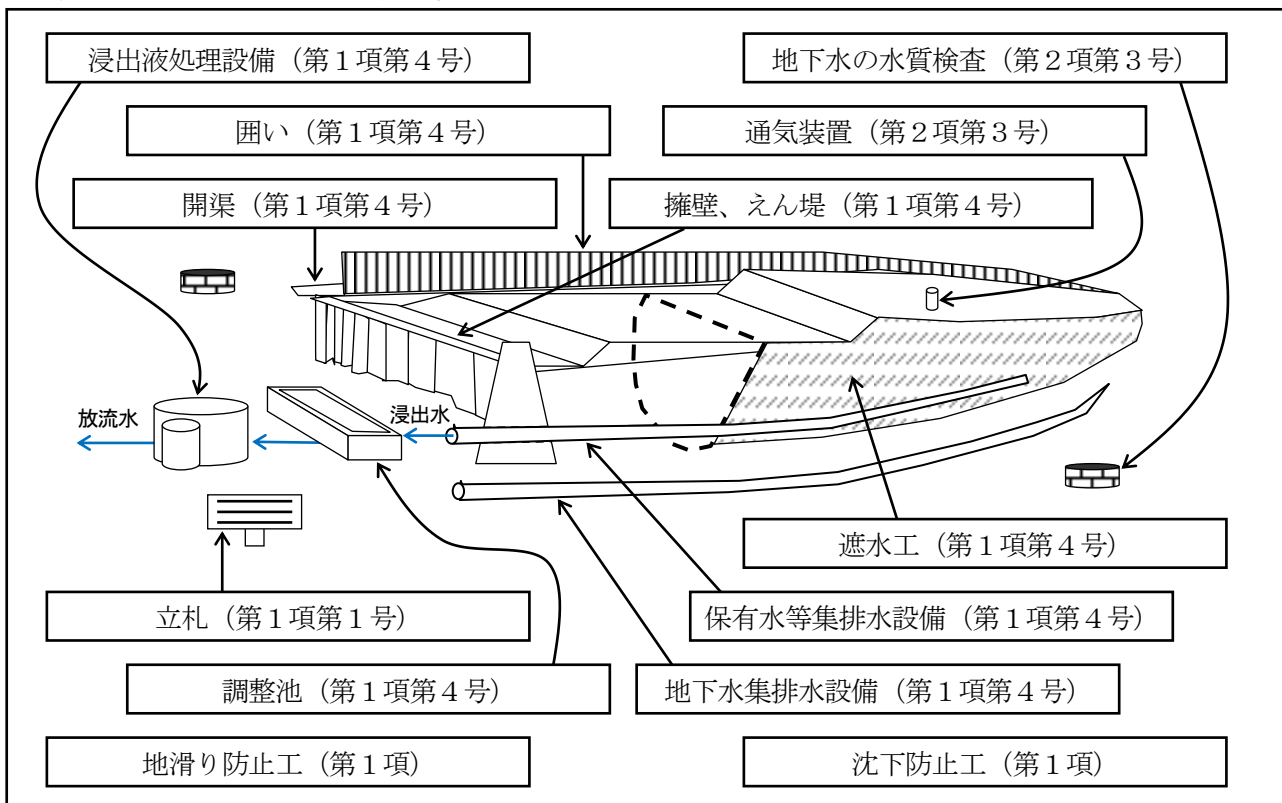 浸出液処理設備（第１項第４号）
地下水の水質検査（第２項第３号）
囲い（第１項第４号）
通気装置（第２項第３号）
開渠（第１項第４号）
擁壁、えん堤（第１項第４号）
放流水
浸出水
遮水工（第１項第４号）
立札（第１項第１号）
保有水等集排水設備（第１項第４号）
調整池（第１項第４号）
地下水集排水設備（第１項第４号）
地滑り防止工（第１項）
沈下防止工（第１項）